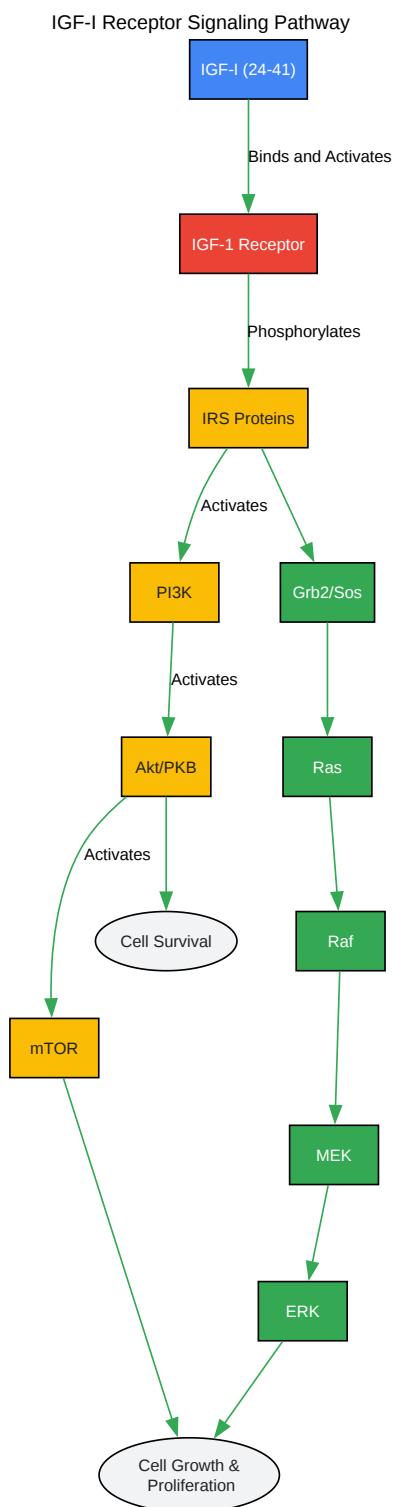 IGF-I Receptor Signaling Pathway
IGF-I (24-41)
Binds and Activates
IGF-1 Receptor
Phosphorylates
IRS Proteins
Activates
PI3K
Grb2/Sos
Activates
Akt/PKB
Ras
Activates
Cell Survival
Raf
mTOR
MEK
ERK
Cell Growth &
Proliferation